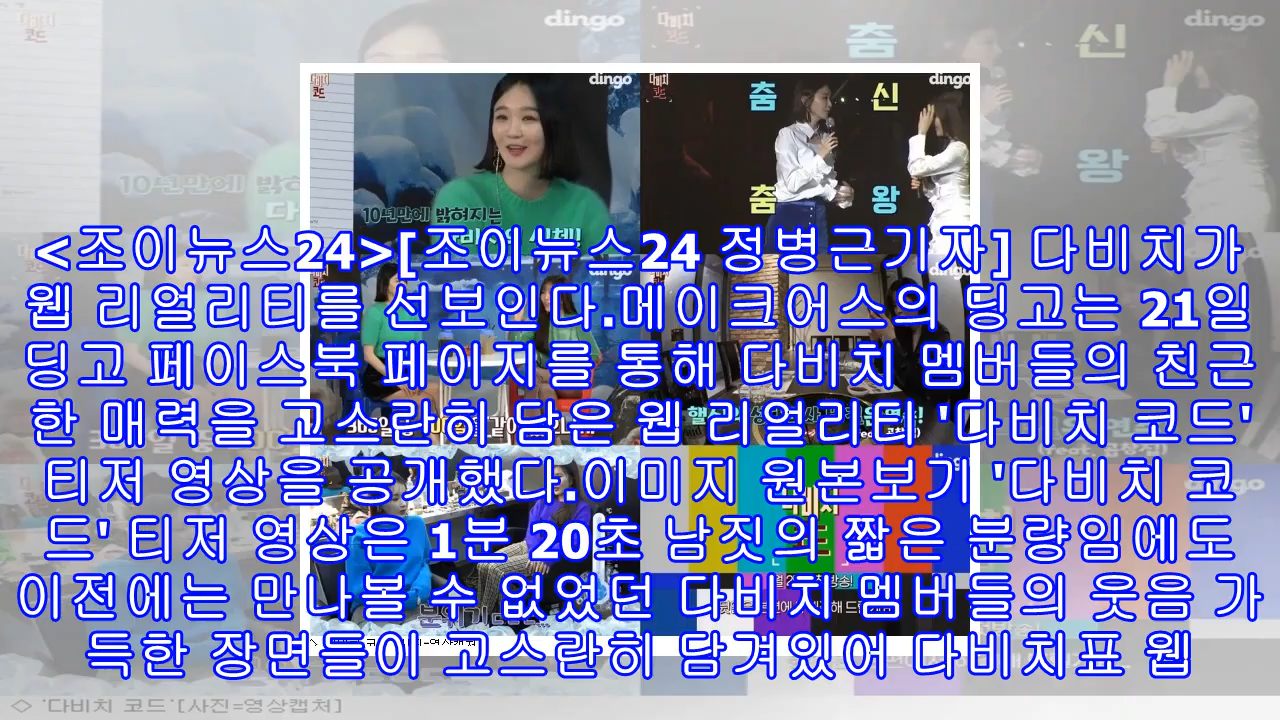 다비치
코드
dingo
춤 신
춤 왕
10년만에 밝혀지는
<조이뉴스24>[조이뉴스24 정병근기자] 다비치가
웹 리얼리티를 선보인다.메이크어스의 딩고는 21일
딩고 페이스북 페이지를 통해 다비치 멤버들의 친근
한 매력을 고스란히 담은 웹 리얼리티 '다비치 코드'
티저 영상을 공개했다.이미지 원본보기 '다비치 코
드' 티저 영상은 1분 20초 남짓의 짧은 분량임에도
이전에는 만나볼 수 없었던 다비치 멤버들의 웃음 가
득한 장면들이 고스란히 담겨있어 다비치표 웹
◇ '다비치 코드'[사진=영상캡처]